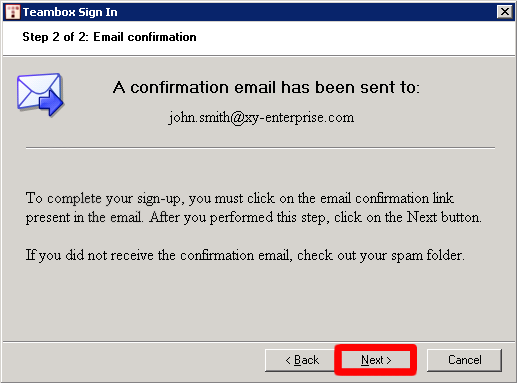 Teambox Sign In
Step 2 of 2: Email confirmation
A confirmation email has been sent to:
john.smith@xy-enterprise.com
To complete your sign-up, you must click on the email confirmation link
present in the email. After you performed this step, click on the Next button.
If you did not receive the confirmation email, check out your spam folder.
< Back
Next >
Cancel